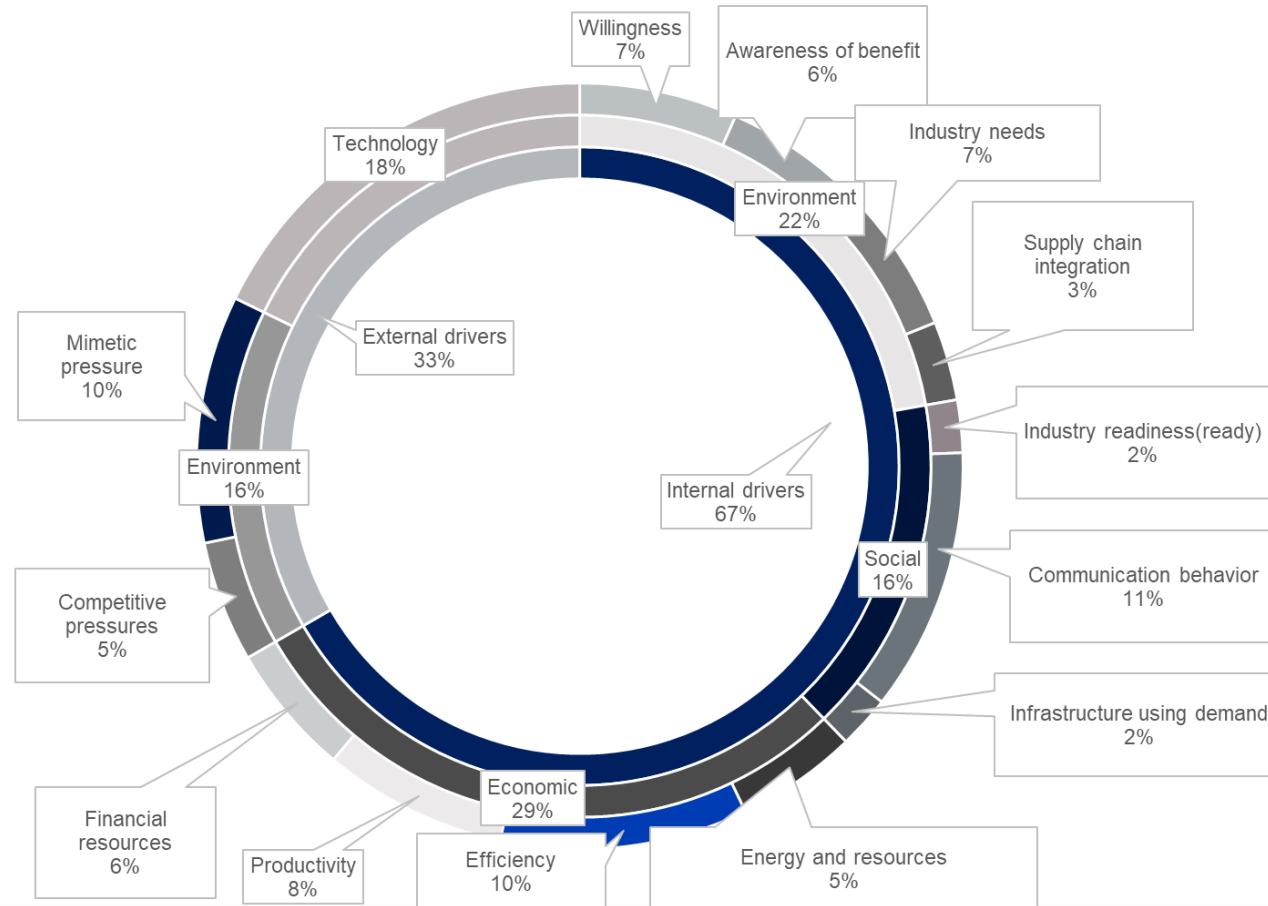 Willingness
7%
Awareness of benefit
6%
Industry needs
7%
Technology
18%
Environment
22%
Supply chain
integration
3%
External drivers
33%
Mimetic
pressure
10%
Industry readiness(ready)
2%
Environment
16%
Internal drivers
67%
Social
16%
Communication behavior
11%
Competitive
pressures
5%
Infrastructure using demand
2%
Economic
29%
Financial
resources
6%
Productivity
8%
Efficiency
10%
Energy and resources
5%